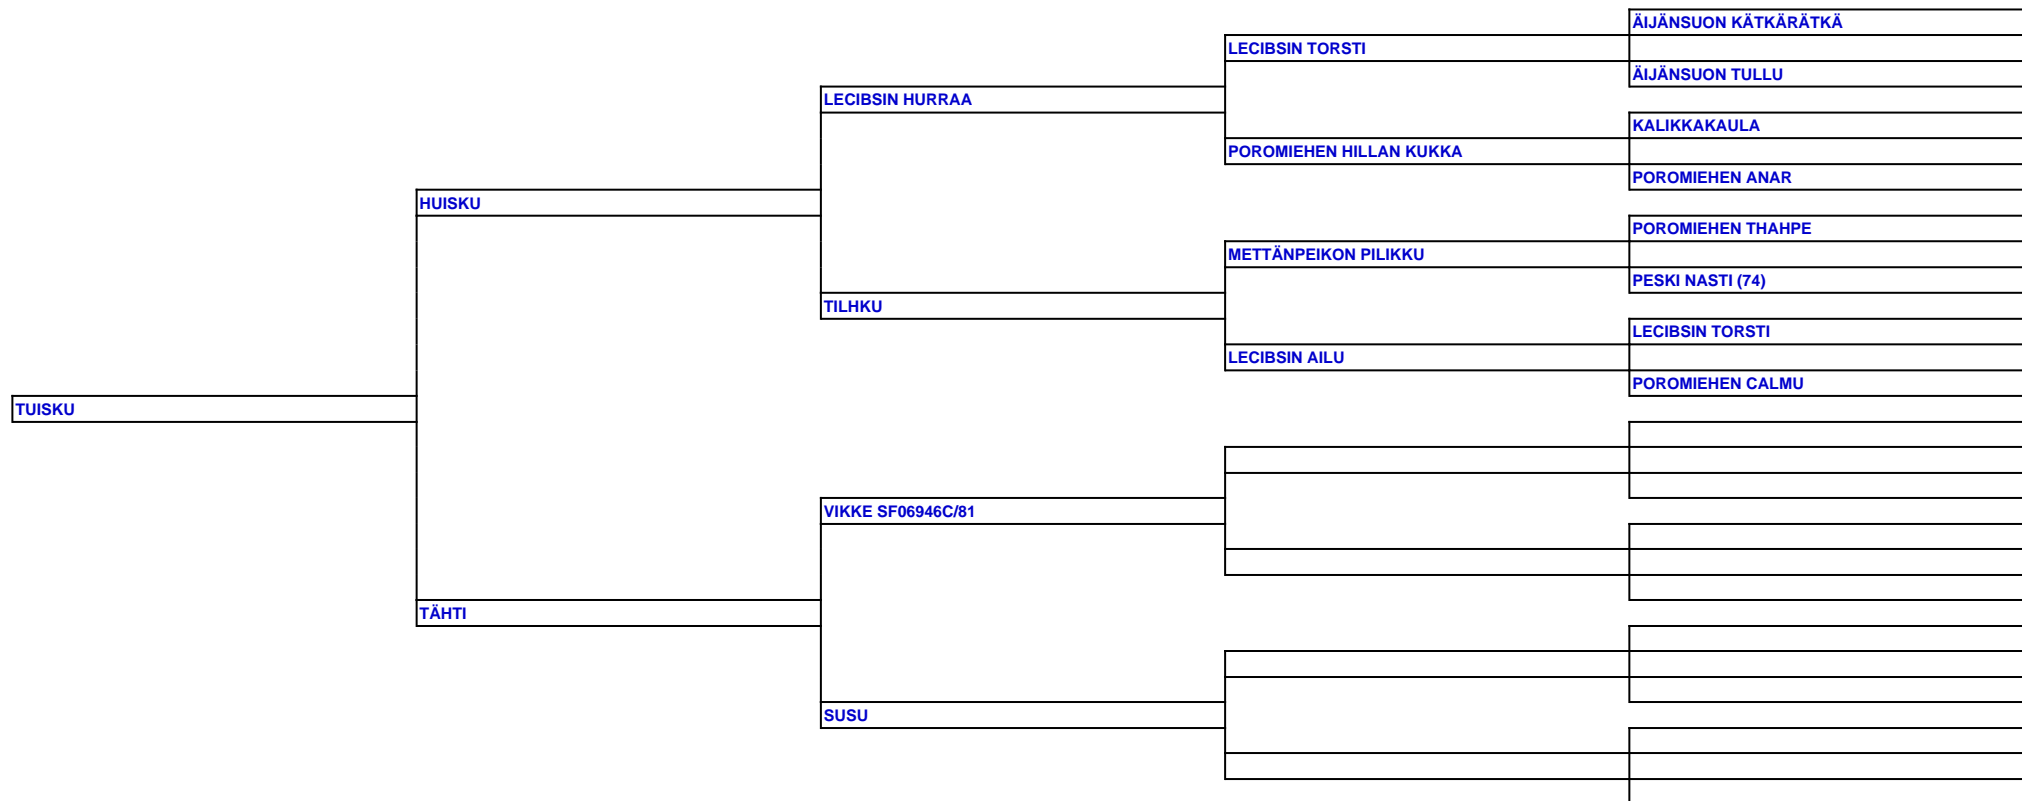 ÄIJÄNSUON KÄTKÄRÄTKÄ
LECIBSIN TORSTI
ÄIJÄNSUON TULLU
LECIBSIN HURRAA
KALIKKAKAULA
POROMIEHEN HILLAN KUKKA
POROMIEHEN ANAR
HUISKU
POROMIEHEN THAHPE
METTÄNPEIKON PILIKKU
PESKI NASTI (74)
TILHKU
LECIBSIN TORSTI
LECIBSIN AILU
POROMIEHEN CALMU
TUISKU
VIKKE SF06946C/81
TÄHTI
SUSU